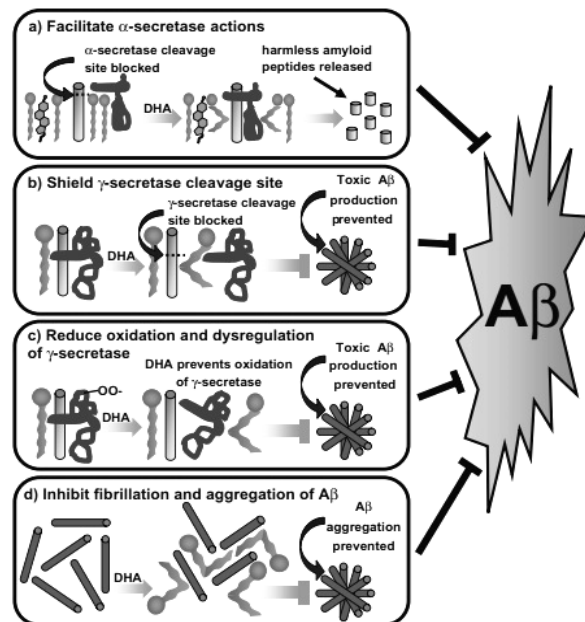 a) Facilitate α-secretase actions
α-secretase cleavage
site blocked
harmless amyloid
peptides released
DHA
b) Shield γ-secretase cleavage site
γ-secretase cleavage
site blocked
Toxic Aβ
production
prevented
DHA
c) Reduce oxidation and dysregulation
of γ-secretase
DHA prevents oxidation
of γ-secretase
Toxic Aβ
production
prevented
-OO-
DHA
d) Inhibit fibrillation and aggregation of Aβ
Aβ
aggregation
prevented
DHA
Aβ